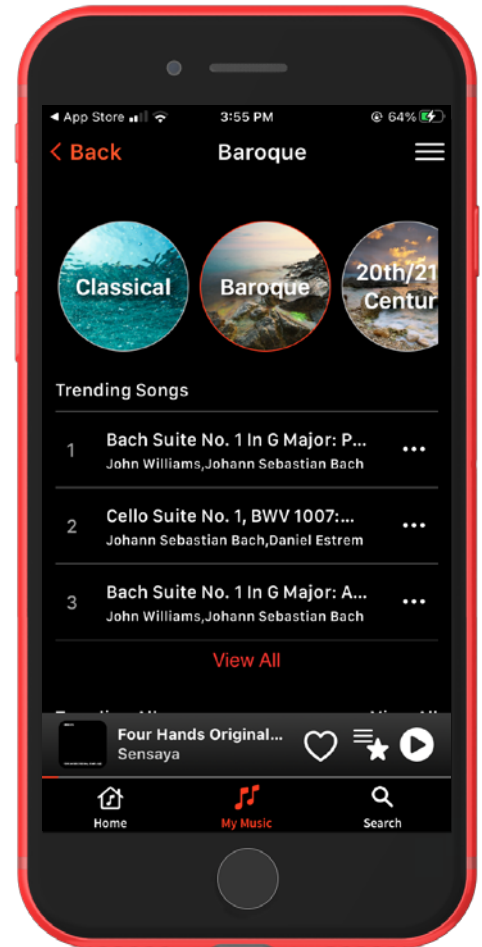 App Store
3:55 PM
64%
Back
Baroque
Classical
Baroque
20th/21
Centur
Trending Songs
1
Bach Suite No. 1 In G Major: P...
John Williams,Johann Sebastian Bach
2
Cello Suite No. 1, BWV 1007:...
Johann Sebastian Bach,Daniel Estrem
3
Bach Suite No. 1 In G Major: A...
John Williams,Johann Sebastian Bach
View All
Four Hands Original...
Sensaya
Home
My Music
Search